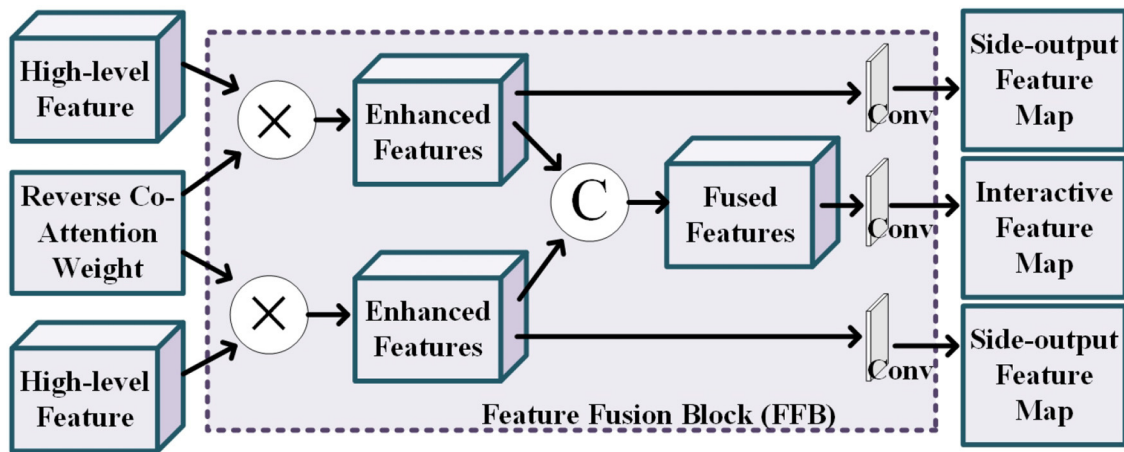 High-level
Feature
Reverse Co-
Attention
Weight
High-level
Feature
×
Enhanced
Features
×
Enhanced
Features
C
Fused
Features
Conv
Conv
Conv
Feature Fusion Block (FFB)
Side-output
Feature
Map
Interactive
Feature
Map
Side-output
Feature
Map